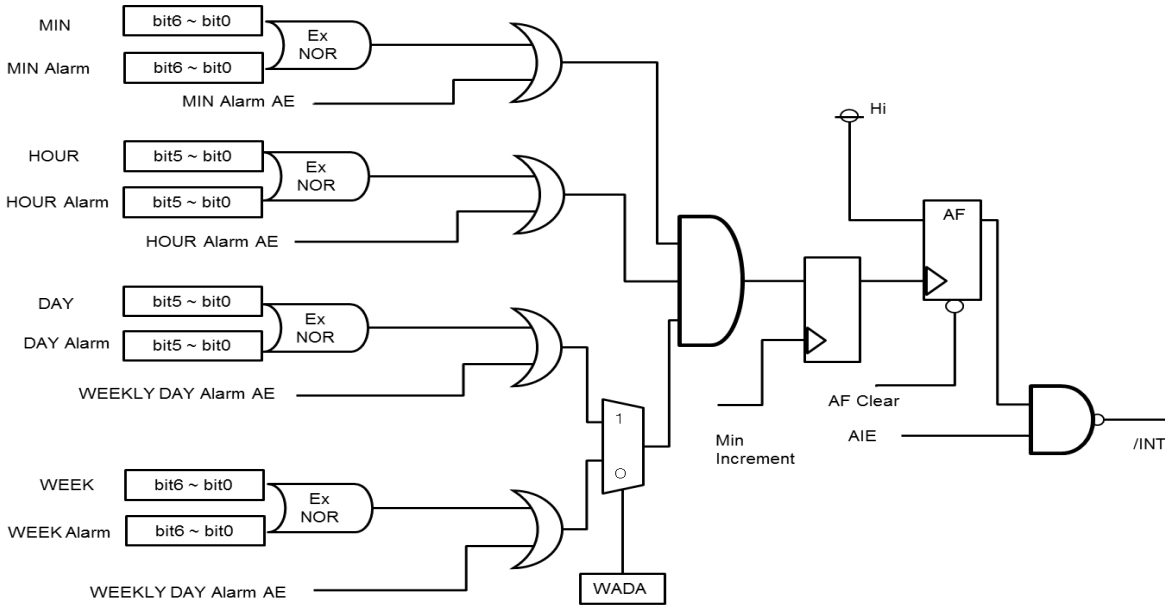 MIN
bit6 ~ bit0
Ex
NOR
MIN Alarm
bit6 ~ bit0
MIN Alarm AE
Hi
HOUR
bit5 ~ bit0
Ex
NOR
HOUR Alarm
bit5 ~ bit0
HOUR Alarm AE
AF
DAY
bit5 ~ bit0
Ex
NOR
DAY Alarm
bit5 ~ bit0
WEEKLY DAY Alarm AE
1
0
AF Clear
Min
Increment
AIE
/INT
WEEK
bit6 ~ bit0
Ex
NOR
WEEK Alarm
bit6 ~ bit0
WEEKLY DAY Alarm AE
WADA